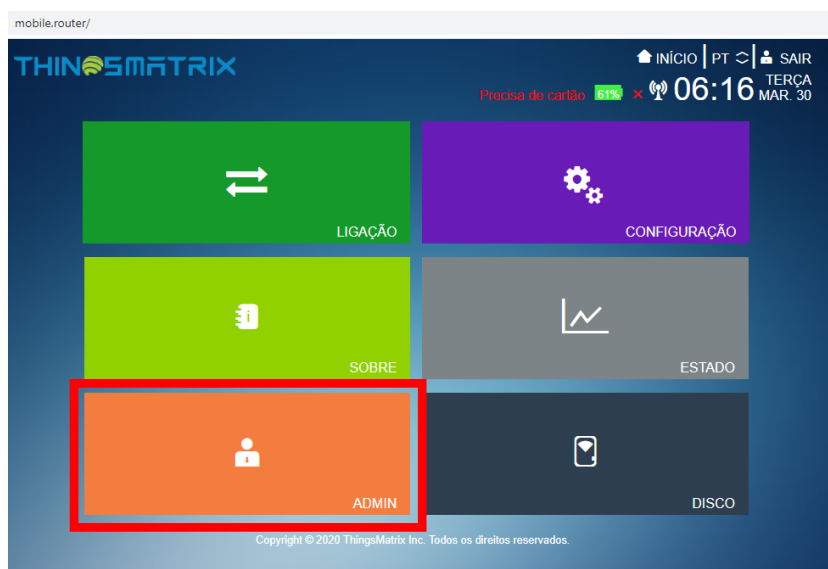 mobile.router/
THINGSMATRIX
INÍCIO | PT | SAIR
Precisa de cartão 61% × 06:16 TERÇA MAR. 30
LIGAÇÃO
CONFIGURAÇÃO
SOBRE
ESTADO
ADMIN
DISCO
Copyright © 2020 ThingsMatrix Inc. Todos os direitos reservados.